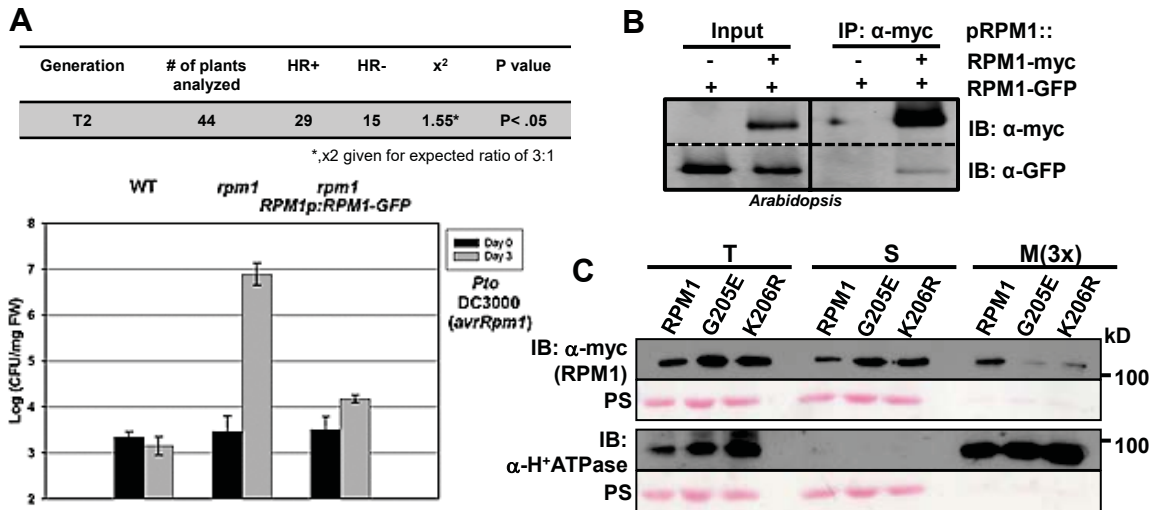 A
Generation # of plants analyzed HR+ HR- x² P value
T2 44 29 15 1.55* P< .05
*,x2 given for expected ratio of 3:1
WT rpm1 rpm1 RPM1p:RPM1-GFP
Log (CFU/mg FW)
8
7
6
5
4
3
2
Day 0
Day 3
Pto
DC3000
(avrRpm1)
B
Input IP: α-myc pRPM1::
- + - + RPM1-myc
+ + + + RPM1-GFP
IB: α-myc
IB: α-GFP
Arabidopsis
C
T S M(3x)
RPM1 G205E K206R RPM1 G205E K206R RPM1 G205E K206R
kD
IB: α-myc
(RPM1)
100
PS
IB:
α-H⁺ATPase
100
PS